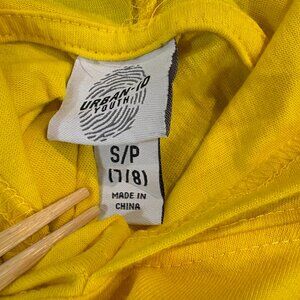 URBAN-ID
YOUTH
S/P
(7/8)
MADE IN
CHINA